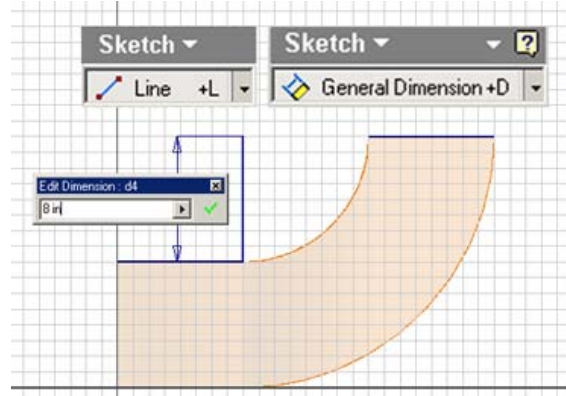 Sketch
Sketch ?
Line +L
General Dimension +D
Edit Dimension : d4
8 in